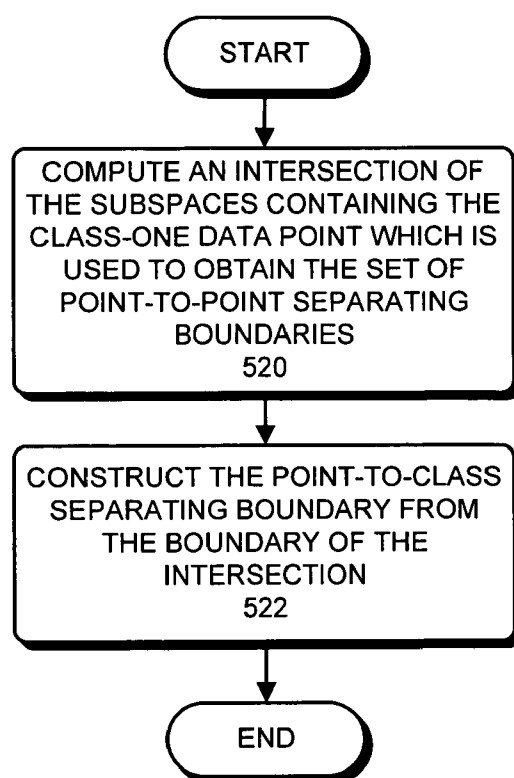 START
COMPUTE AN INTERSECTION OF
THE SUBSPACES CONTAINING THE
CLASS-ONE DATA POINT WHICH IS
USED TO OBTAIN THE SET OF
POINT-TO-POINT SEPARATING
BOUNDARIES
520
CONSTRUCT THE POINT-TO-CLASS
SEPARATING BOUNDARY FROM
THE BOUNDARY OF THE
INTERSECTION
522
END